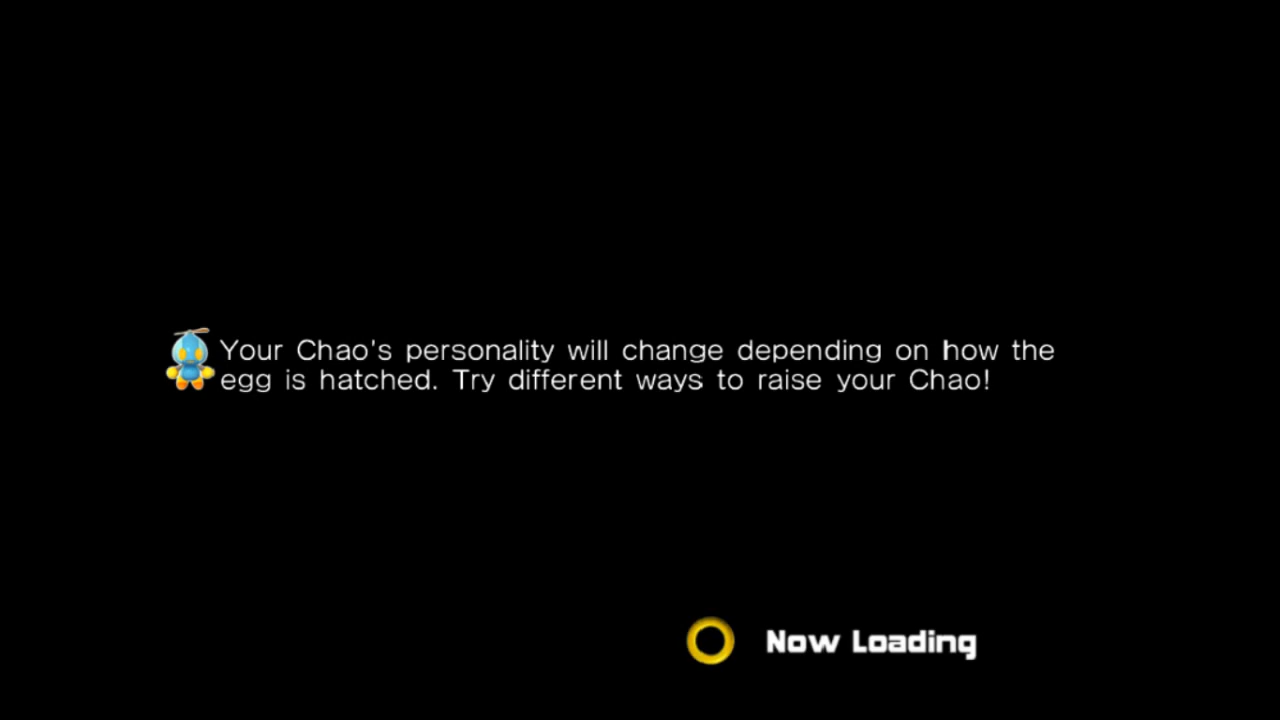 Your Chao's personality will change depending on how the
egg is hatched. Try different ways to raise your Chao!
Now Loading